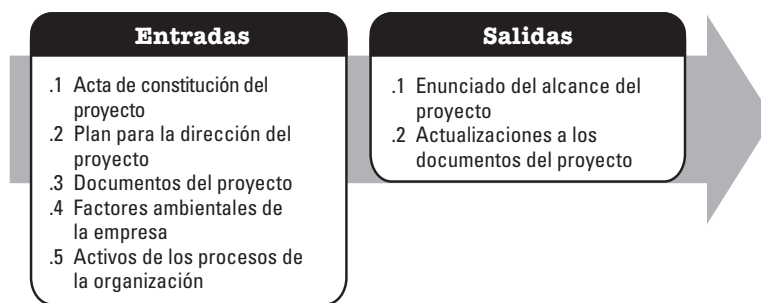 Entradas
.1 Acta de constitución del
proyecto
.2 Plan para la dirección del
proyecto
.3 Documentos del proyecto
.4 Factores ambientales de
la empresa
.5 Activos de los procesos de
la organización
Salidas
.1 Enunciado del alcance del
proyecto
.2 Actualizaciones a los
documentos del proyecto